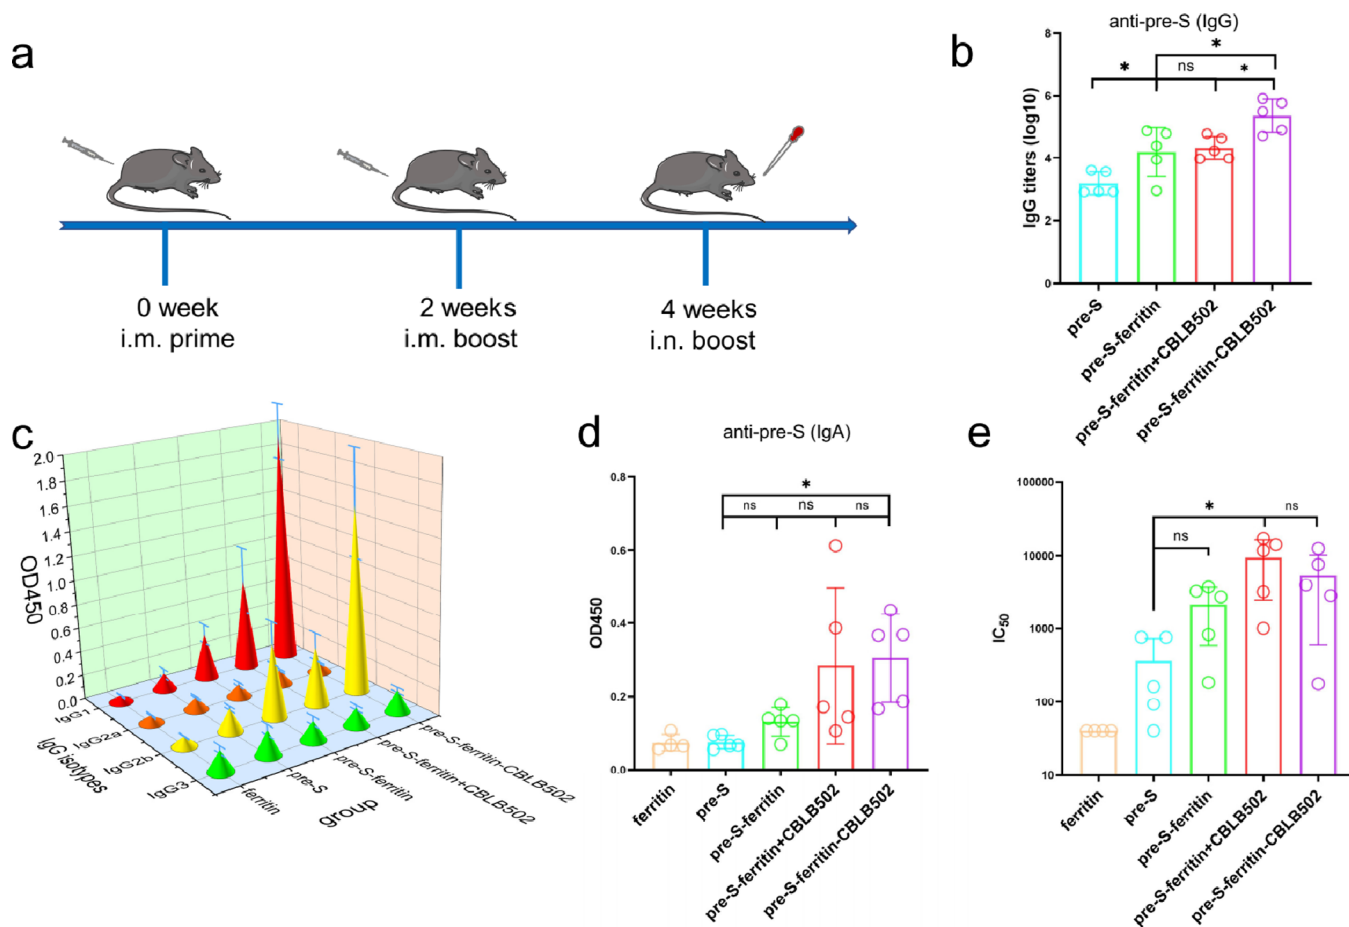 a
0 week
i.m. prime
2 weeks
i.m. boost
4 weeks
i.n. boost
b
anti-pre-S (IgG)
IgG titers (log10)
8
6
4
2
0
*
ns
*
*
pre-S
pre-S-ferritin
pre-S-ferritin+CBLB502
pre-S-ferritin-CBLB502
c
OD450
2.0
1.8
1.6
1.4
1.2
1.0
0.8
0.6
0.4
0.2
0.0
IgG1
IgG2a
IgG2b
IgG3
IgG isotypes
ferritin
pre-S
pre-S-ferritin
pre-S-ferritin+CBLB502
pre-S-ferritin-CBLB502
group
d
anti-pre-S (IgA)
OD450
0.8
0.6
0.4
0.2
0.0
*
ns
ns
ns
ferritin
pre-S
pre-S-ferritin
pre-S-ferritin+CBLB502
pre-S-ferritin-CBLB502
e
IC50
100000
10000
1000
100
10
*
ns
ns
ferritin
pre-S
pre-S-ferritin
pre-S-ferritin+CBLB502
pre-S-ferritin-CBLB502